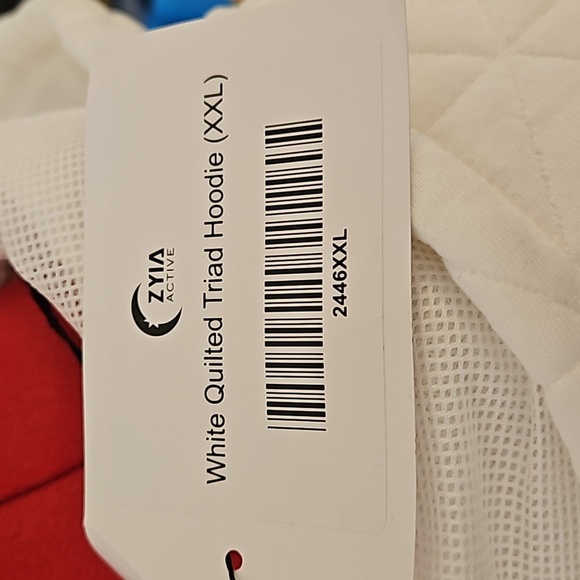 ZYIA
ACTIVE
White Quilted Triad Hoodie (XXL)
2446XXL